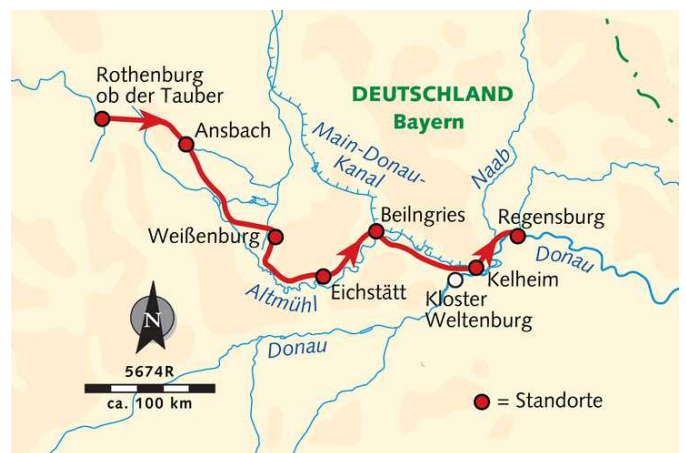 Rothenburg
ob der Tauber
Ansbach
DEUTSCHLAND
Bayern
Main-Donau-
Kanal
Naab
Beilngries
Regensburg
Weißenburg
Donau
Kelheim
Eichstätt
Altmühl
Kloster
Weltenburg
N
Donau
5674R
ca. 100 km
= Standorte